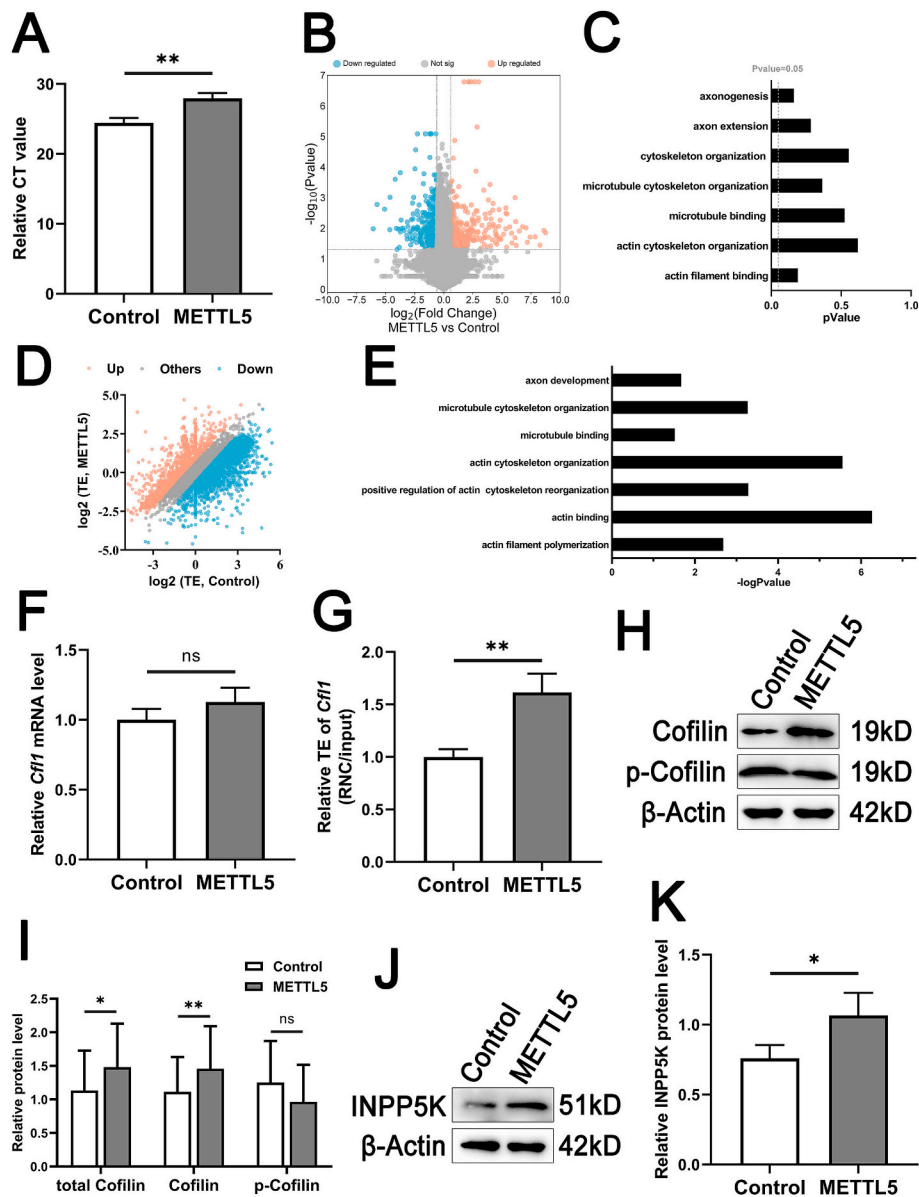 A
**
Relative CT value
30
20
10
0
Control METTL5
B
Down regulated Not sig Up regulated
-log10(Pvalue)
7
6
5
4
3
2
1
0
−10.0 −7.5 −5.0 −2.5 0.0 2.5 5.0 7.5 10.0
log2(Fold Change)
METTL5 vs Control
C
Pvalue=0.05
axonogenesis
axon extension
cytoskeleton organization
microtubule cytoskeleton organization
microtubule binding
actin cytoskeleton organization
actin filament binding
0.0 0.5 1.0
pValue
D
Up Others Down
log2 (TE, METTL5)
5.0
2.5
0.0
-2.5
-5.0
-3 0 3 6
log2 (TE, Control)
E
axon development
microtubule cytoskeleton organization
microtubule binding
actin cytoskeleton organization
positive regulation of actin cytoskeleton reorganization
actin binding
actin filament polymerization
0 2 4 6
-logPvalue
F
ns
Relative Cfl1 mRNA level
1.5
1.0
0.5
0.0
Control METTL5
G
**
Relative TE of Cfl1
(RNC/input)
2.0
1.5
1.0
0.5
0.0
Control METTL5
H
Control METTL5
Cofilin 19kD
p-Cofilin 19kD
β-Actin 42kD
I
Control
METTL5
* ** ns
Relative protein level
2.5
2.0
1.5
1.0
0.5
0.0
total Cofilin Cofilin p-Cofilin
J
Control METTL5
INPP5K 51kD
β-Actin 42kD
K
*
Relative INPP5K protein level
1.5
1.0
0.5
0.0
Control METTL5